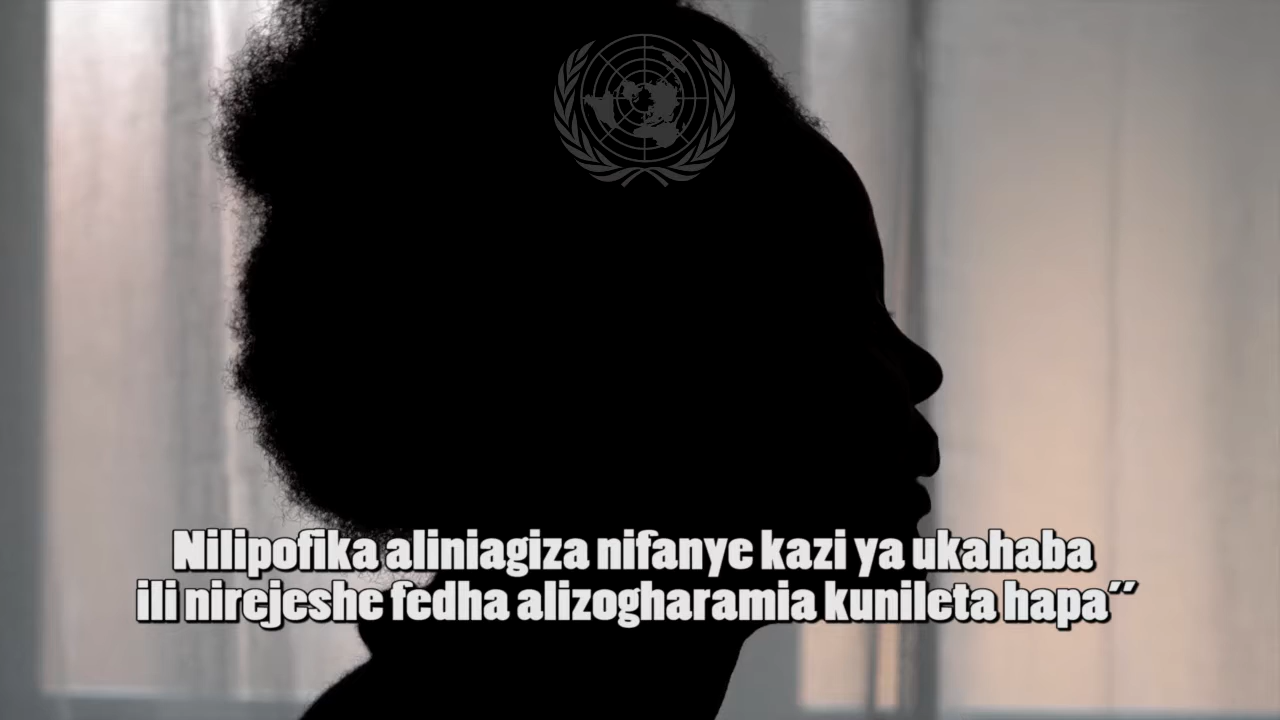 Nilipofika aliniagiza nifanye kazi ya ukahaba
ili nirejeshe fedha alizogharamia kunileta hapa’’